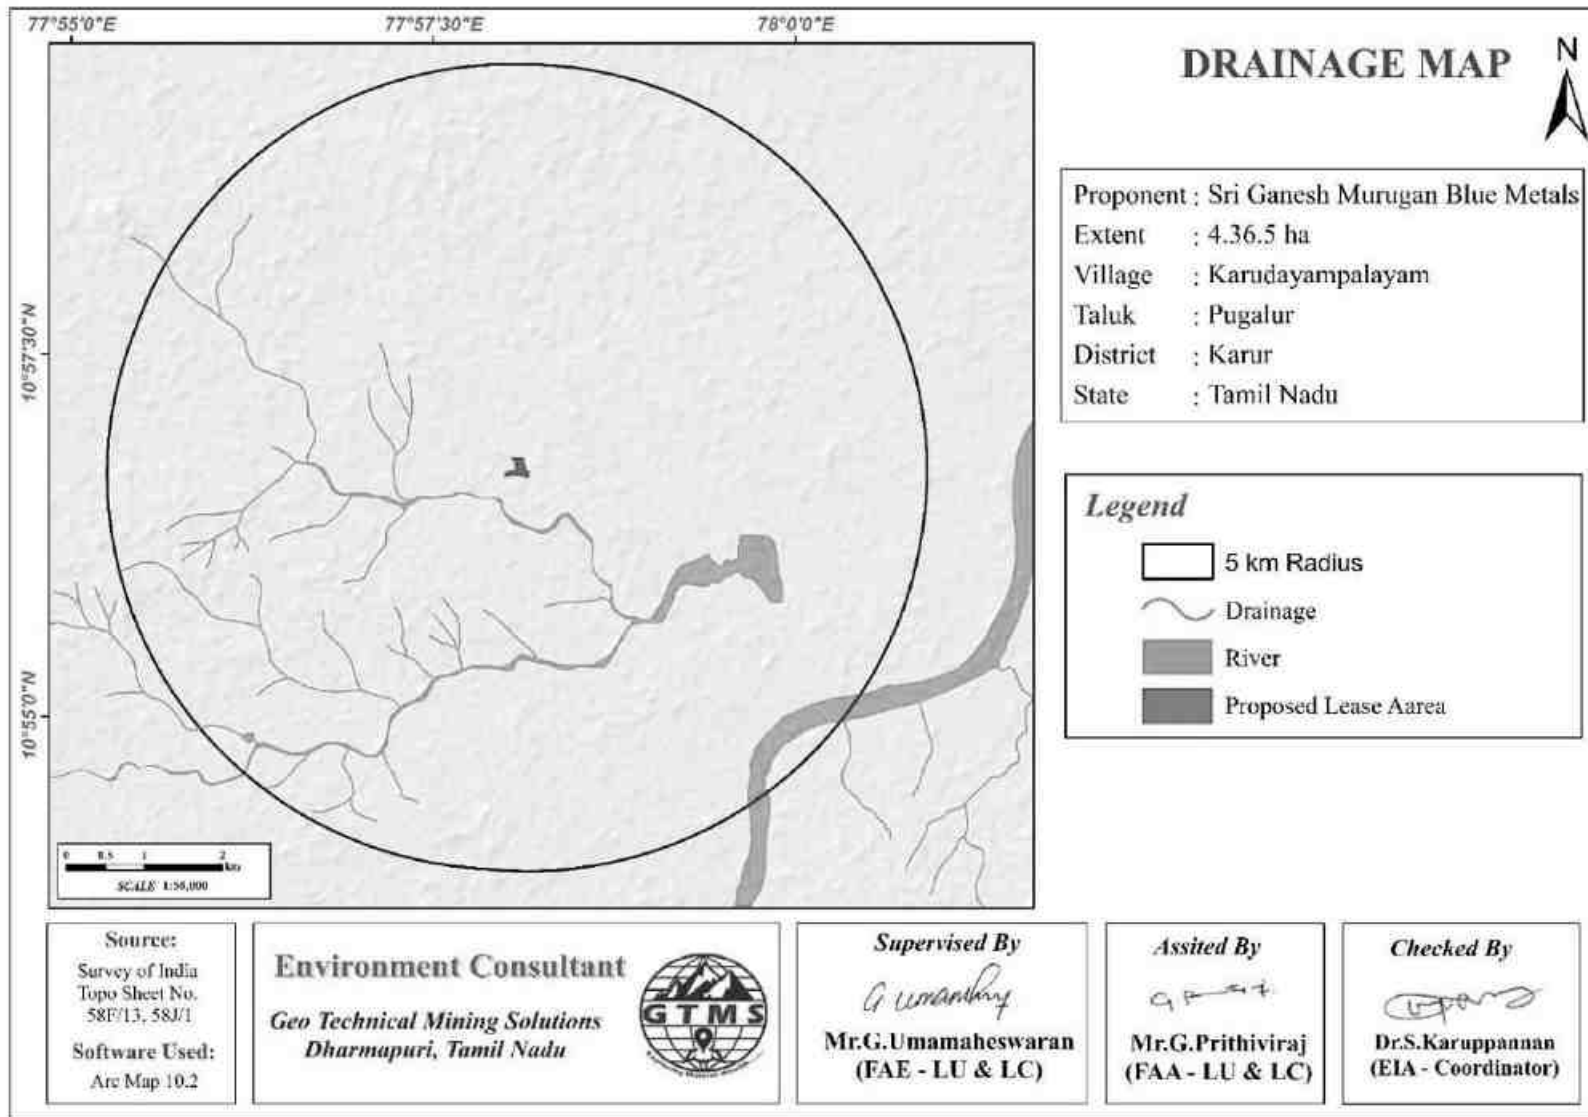 77°55'0"E 77°57'30"E 78°0'0"E
DRAINAGE MAP
N
Proponent : Sri Ganesh Murugan Blue Metals
Extent : 4.36.5 ha
Village : Karudayampalayam
Taluk : Pugalur
District : Karur
State : Tamil Nadu
10°57'30"N
Legend
5 km Radius
Drainage
River
Proposed Lease Aarea
10°55'0"N
0 0.5 1 2
km
SCALE 1:50,000
Source:
Survey of India
Topo Sheet No.
58F/13, 58J/1
Software Used:
Arc Map 10.2
Environment Consultant
Geo Technical Mining Solutions
Dharmapuri, Tamil Nadu
GTMS
Supervised By
Mr.G.Umamaheswaran
(FAE - LU & LC)
Assited By
Mr.G.Prithiviraj
(FAA - LU & LC)
Checked By
Dr.S.Karuppannan
(EIA - Coordinator)